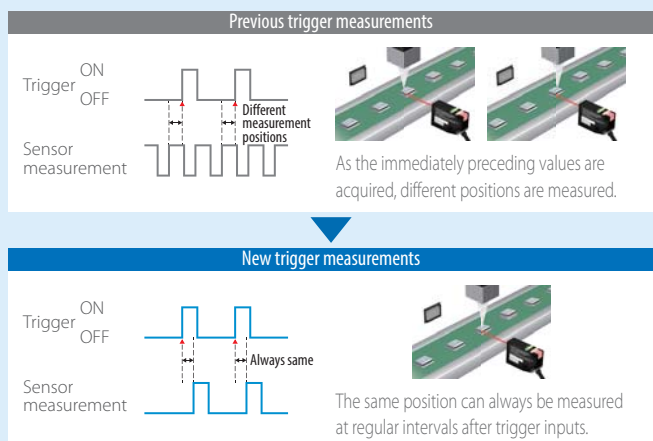 Previous trigger measurements
Trigger
ON
OFF
Different
measurement
positions
Sensor
measurement
As the immediately preceding values are
acquired, different positions are measured.
New trigger measurements
Trigger
ON
OFF
Always same
Sensor
measurement
The same position can always be measured
at regular intervals after trigger inputs.